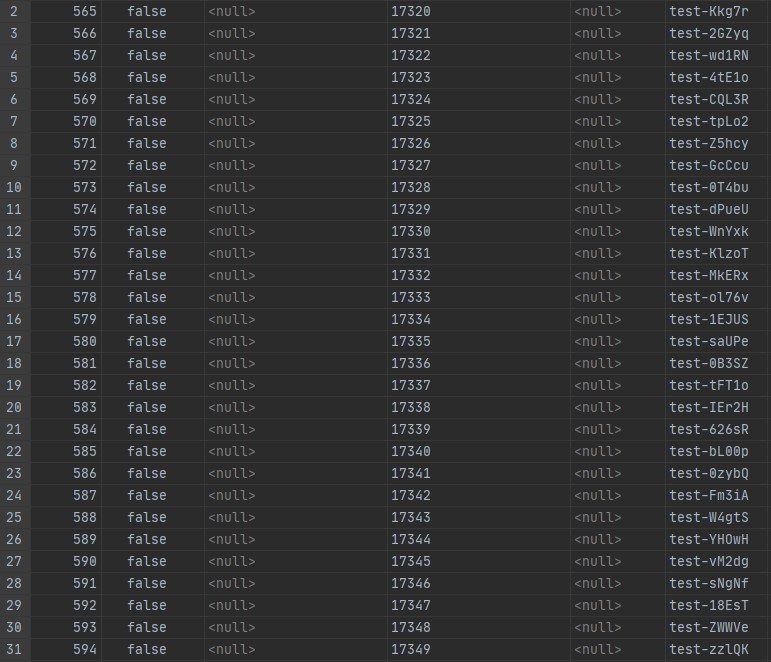 2 565 false <null> 17320 <null> test-Kkg7r
3 566 false <null> 17321 <null> test-2GZyq
4 567 false <null> 17322 <null> test-wd1RN
5 568 false <null> 17323 <null> test-4tE1o
6 569 false <null> 17324 <null> test-CQL3R
7 570 false <null> 17325 <null> test-tpLo2
8 571 false <null> 17326 <null> test-Z5hcy
9 572 false <null> 17327 <null> test-GcCcu
10 573 false <null> 17328 <null> test-0T4bu
11 574 false <null> 17329 <null> test-dPueU
12 575 false <null> 17330 <null> test-WnYxk
13 576 false <null> 17331 <null> test-KlzoT
14 577 false <null> 17332 <null> test-MkERx
15 578 false <null> 17333 <null> test-ol76v
16 579 false <null> 17334 <null> test-1EJUS
17 580 false <null> 17335 <null> test-saUPe
18 581 false <null> 17336 <null> test-0B3SZ
19 582 false <null> 17337 <null> test-tFT1o
20 583 false <null> 17338 <null> test-IEr2H
21 584 false <null> 17339 <null> test-626sR
22 585 false <null> 17340 <null> test-bL00p
23 586 false <null> 17341 <null> test-0zybQ
24 587 false <null> 17342 <null> test-Fm3iA
25 588 false <null> 17343 <null> test-W4gtS
26 589 false <null> 17344 <null> test-YHOwH
27 590 false <null> 17345 <null> test-vM2dg
28 591 false <null> 17346 <null> test-sNgNf
29 592 false <null> 17347 <null> test-18EsT
30 593 false <null> 17348 <null> test-ZWWVe
31 594 false <null> 17349 <null> test-zzlQK